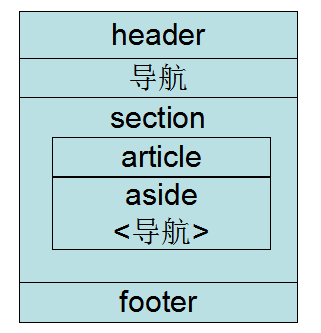 header
导航
section
article
aside
<导航>
footer